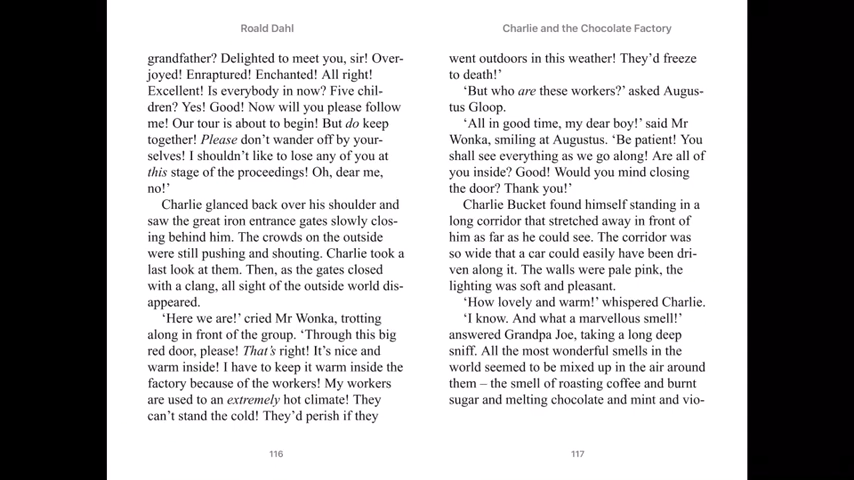 Roald Dahl
grandfather? Delighted to meet you, sir! Over-
joyed! Enraptured! Enchanted! All right!
Excellent! Is everybody in now? Five chil-
dren? Yes! Good! Now will you please follow
me! Our tour is about to begin! But do keep
together! Please don’t wander off by your-
selves! I shouldn’t like to lose any of you at
this stage of the proceedings! Oh, dear me,
no!’
Charlie glanced back over his shoulder and
saw the great iron entrance gates slowly clos-
ing behind him. The crowds on the outside
were still pushing and shouting. Charlie took a
last look at them. Then, as the gates closed
with a clang, all sight of the outside world dis-
appeared.
‘Here we are!’ cried Mr Wonka, trotting
along in front of the group. ‘Through this big
red door, please! That’s right! It’s nice and
warm inside! I have to keep it warm inside the
factory because of the workers! My workers
are used to an extremely hot climate! They
can’t stand the cold! They’d perish if they
116
Charlie and the Chocolate Factory
went outdoors in this weather! They’d freeze
to death!’
‘But who are these workers?’ asked Augus-
tus Gloop.
‘All in good time, my dear boy!’ said Mr
Wonka, smiling at Augustus. ‘Be patient! You
shall see everything as we go along! Are all of
you inside? Good! Would you mind closing
the door? Thank you!’
Charlie Bucket found himself standing in a
long corridor that stretched away in front of
him as far as he could see. The corridor was
so wide that a car could easily have been dri-
ven along it. The walls were pale pink, the
lighting was soft and pleasant.
‘How lovely and warm!’ whispered Charlie.
‘I know. And what a marvellous smell!’
answered Grandpa Joe, taking a long deep
sniff. All the most wonderful smells in the
world seemed to be mixed up in the air around
them – the smell of roasting coffee and burnt
sugar and melting chocolate and mint and vio-
117